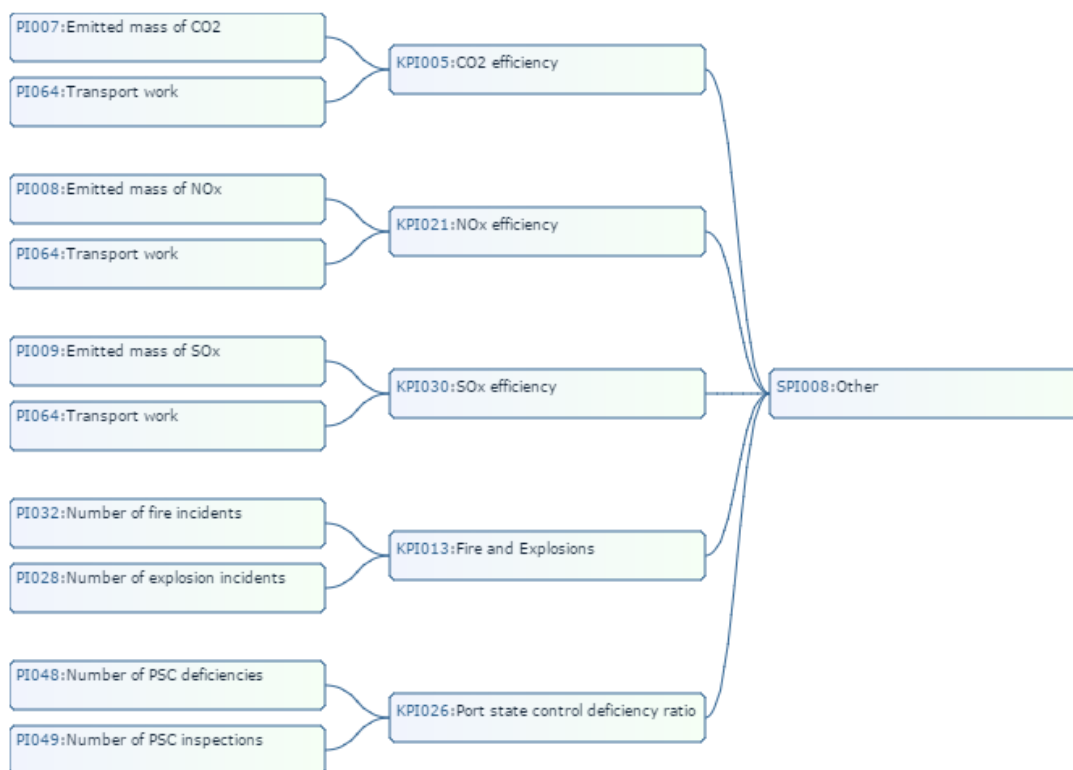 PI007:Emitted mass of CO2
PI064:Transport work
KPI005:CO2 efficiency
PI008:Emitted mass of NOx
PI064:Transport work
KPI021:NOx efficiency
PI009:Emitted mass of SOx
PI064:Transport work
KPI030:SOx efficiency
SPI008:Other
PI032:Number of fire incidents
PI028:Number of explosion incidents
KPI013:Fire and Explosions
PI048:Number of PSC deficiencies
PI049:Number of PSC inspections
KPI026:Port state control deficiency ratio